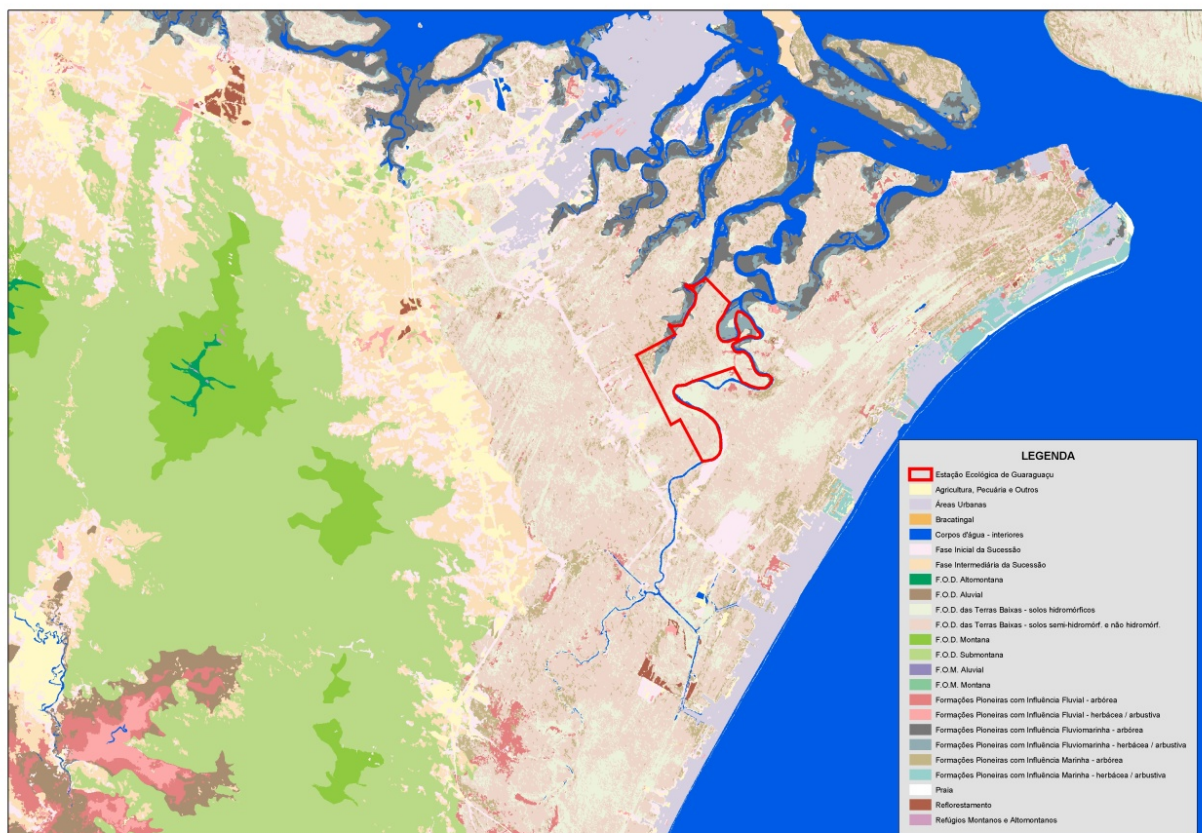 LEGENDA
Estação Ecológica de Guaraguaçu
Agricultura, Pecuária e Outros
Áreas Urbanas
Bracatingal
Corpos d'água - interiores
Fase Inicial da Sucessão
Fase Intermediária da Sucessão
F.O.D. Altomontana
F.O.D. Aluvial
F.O.D. das Terras Baixas - solos hidromórficos
F.O.D. das Terras Baixas - solos semi-hidromórf. e não hidromórf.
F.O.D. Montana
F.O.D. Submontana
F.O.M. Aluvial
F.O.M. Montana
Formações Pioneiras com Influência Fluvial - arbórea
Formações Pioneiras com Influência Fluvial - herbácea / arbustiva
Formações Pioneiras com Influência Fluviomarinha - arbórea
Formações Pioneiras com Influência Fluviomarinha - herbácea / arbustiva
Formações Pioneiras com Influência Marinha - arbórea
Formações Pioneiras com Influência Marinha - herbácea / arbustiva
Praia
Reflorestamento
Refúgios Montanos e Altomontanos